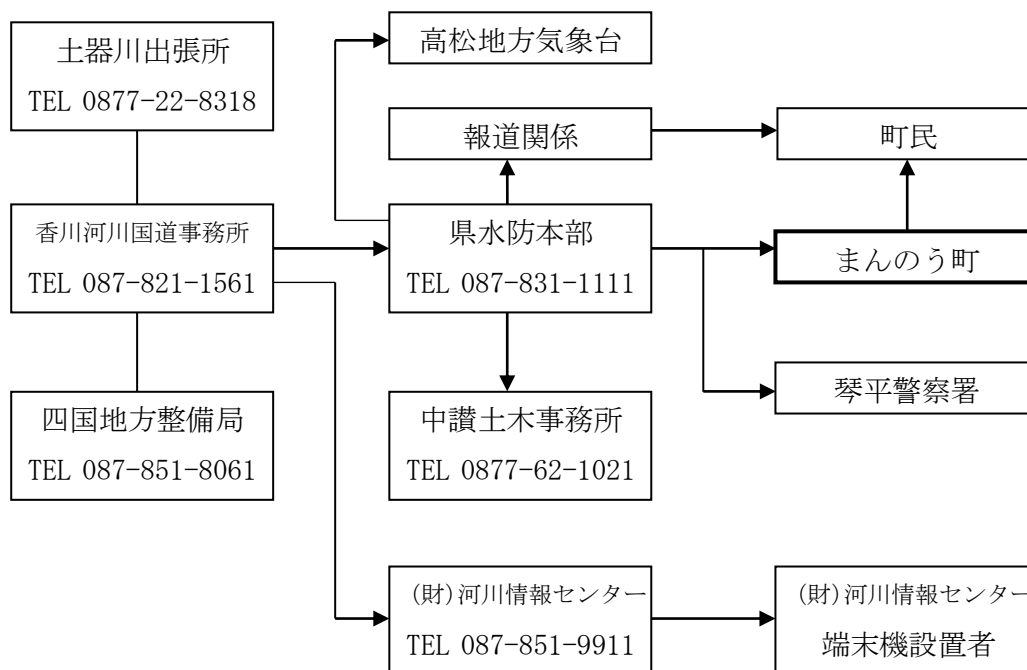 土器川出張所
TEL 0877-22-8318
香川河川国道事務所
TEL 087-821-1561
四国地方整備局
TEL 087-851-8061
高松地方気象台
報道関係
県水防本部
TEL 087-831-1111
中讃土木事務所
TEL 0877-62-1021
(財)河川情報センター
TEL 087-851-9911
町民
まんのう町
琴平警察署
(財)河川情報センター
端末機設置者